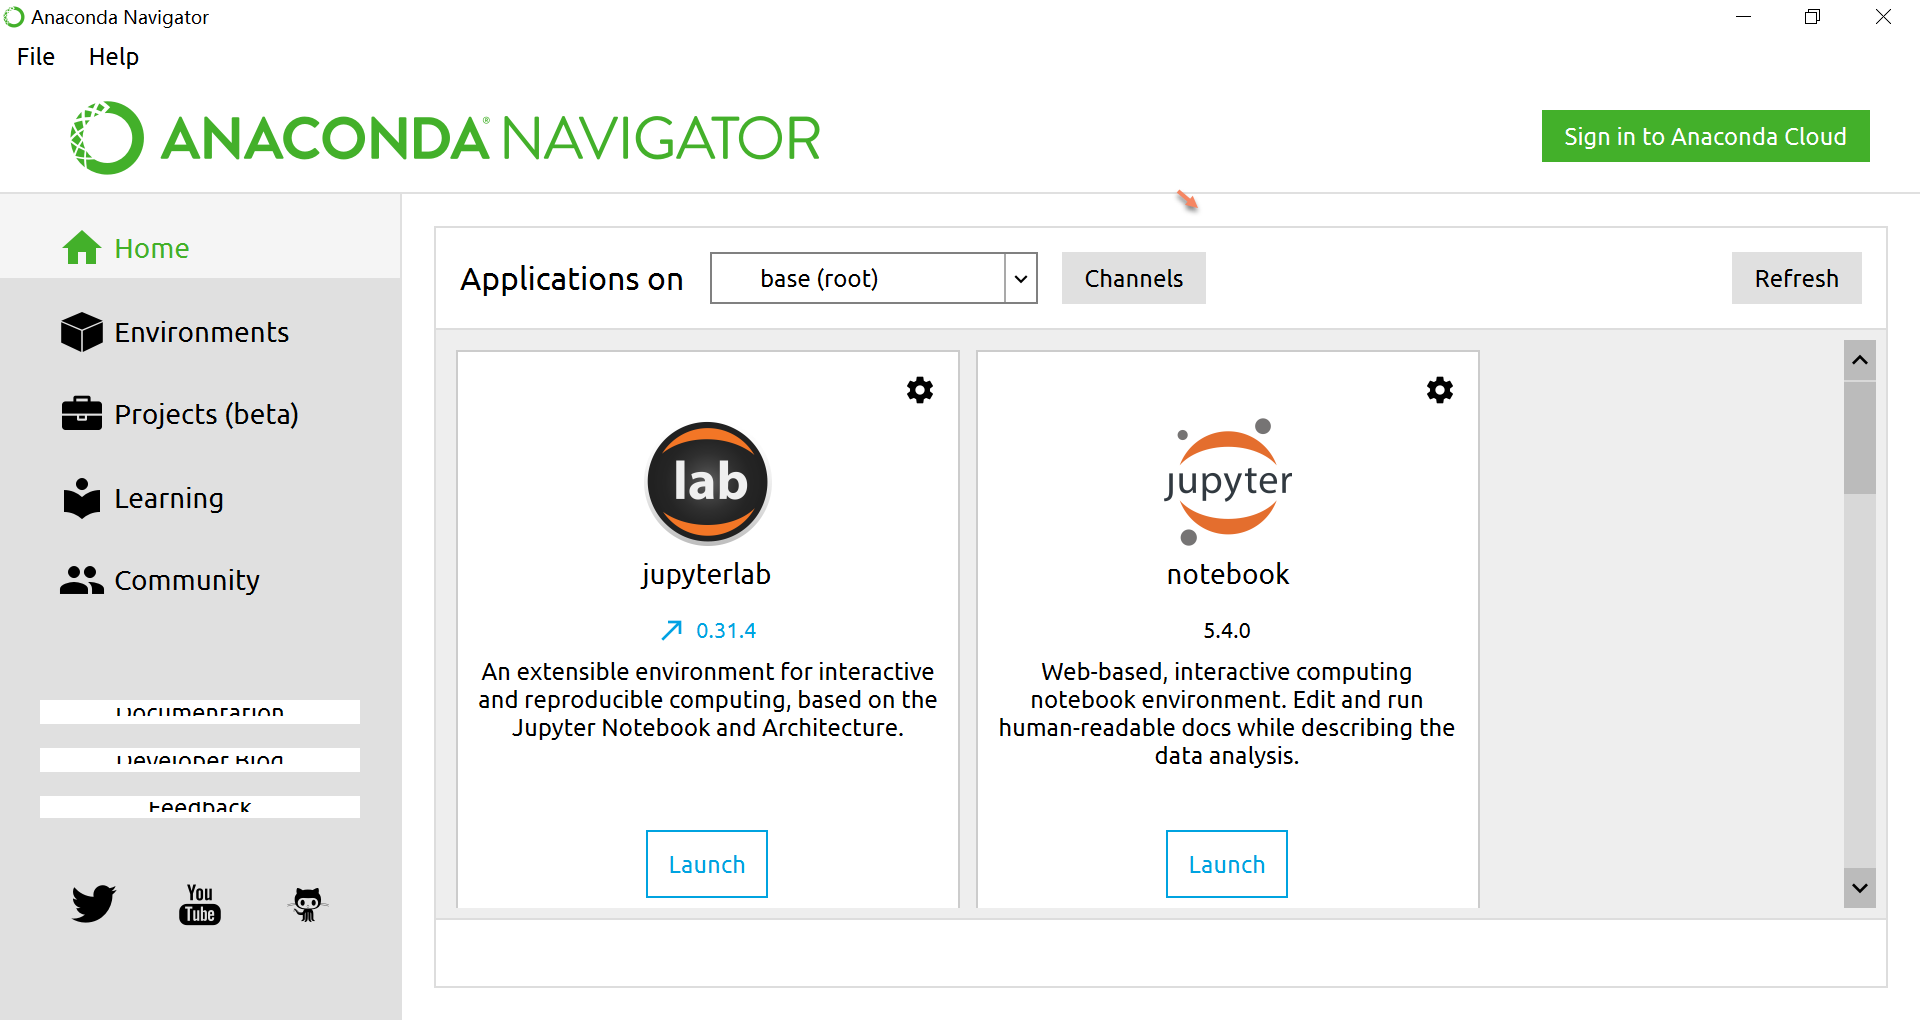 Anaconda Navigator
File Help
ANACONDA® NAVIGATOR
Sign in to Anaconda Cloud
Home
Environments
Projects (beta)
Learning
Community
Documentation
Developer Blog
Feedback
You
Tube
Applications on base (root) Channels Refresh
lab
jupyterlab
0.31.4
An extensible environment for interactive
and reproducible computing, based on the
Jupyter Notebook and Architecture.
Launch
jupyter
notebook
5.4.0
Web-based, interactive computing
notebook environment. Edit and run
human-readable docs while describing the
data analysis.
Launch